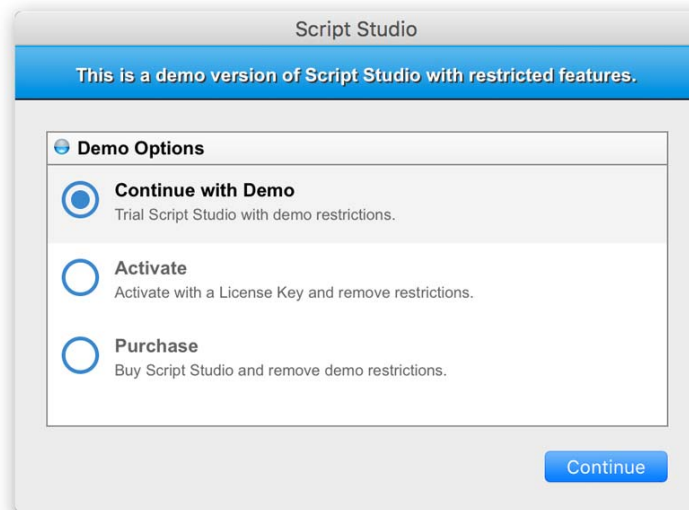 Script Studio
This is a demo version of Script Studio with restricted features.
Demo Options
Continue with Demo
Trial Script Studio with demo restrictions.
Activate
Activate with a License Key and remove restrictions.
Purchase
Buy Script Studio and remove demo restrictions.
Continue